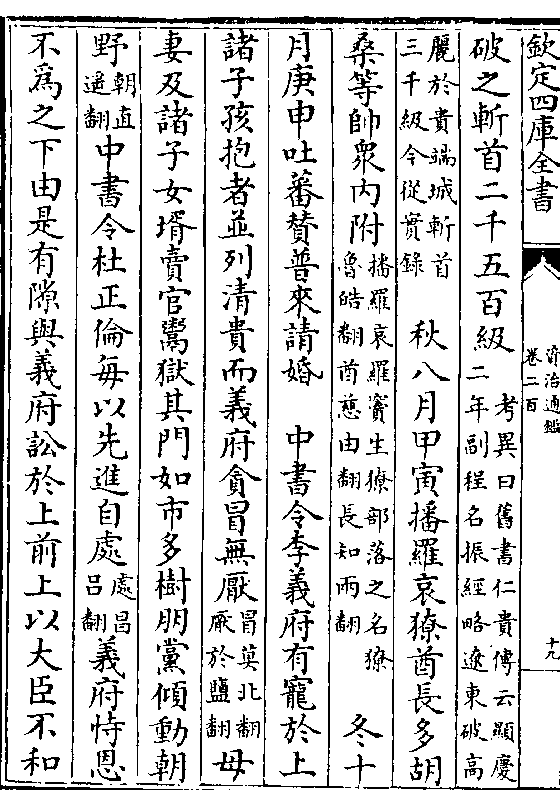 欽定四庫全書
資治通鑑
卷二百
十九
破之斬首二千五百級考異曰舊書仁貴傳云顯慶二年副程名振經略遼東破高
麗於貴端城斬首三千級今從實錄 秋八月甲寅播羅哀獠酋長多胡
桑等帥衆内附播羅哀羅竇生獠部落之名獠魯皓翻酋慈由翻長知兩翻 冬十
月庚申吐蕃贊普來請婚 中書令李義府有寵於上
諸子孩抱者並列清貴而義府貪冒無厭冒莫北翻厭於鹽翻母
妻及諸子女壻賣官鬻獄其門如市多樹朋黨傾動朝
野朝直遥翻中書令杜正倫每以先進自處處昌吕翻義府恃恩
不爲之下由是有隙與義府訟於上前上以大臣不和